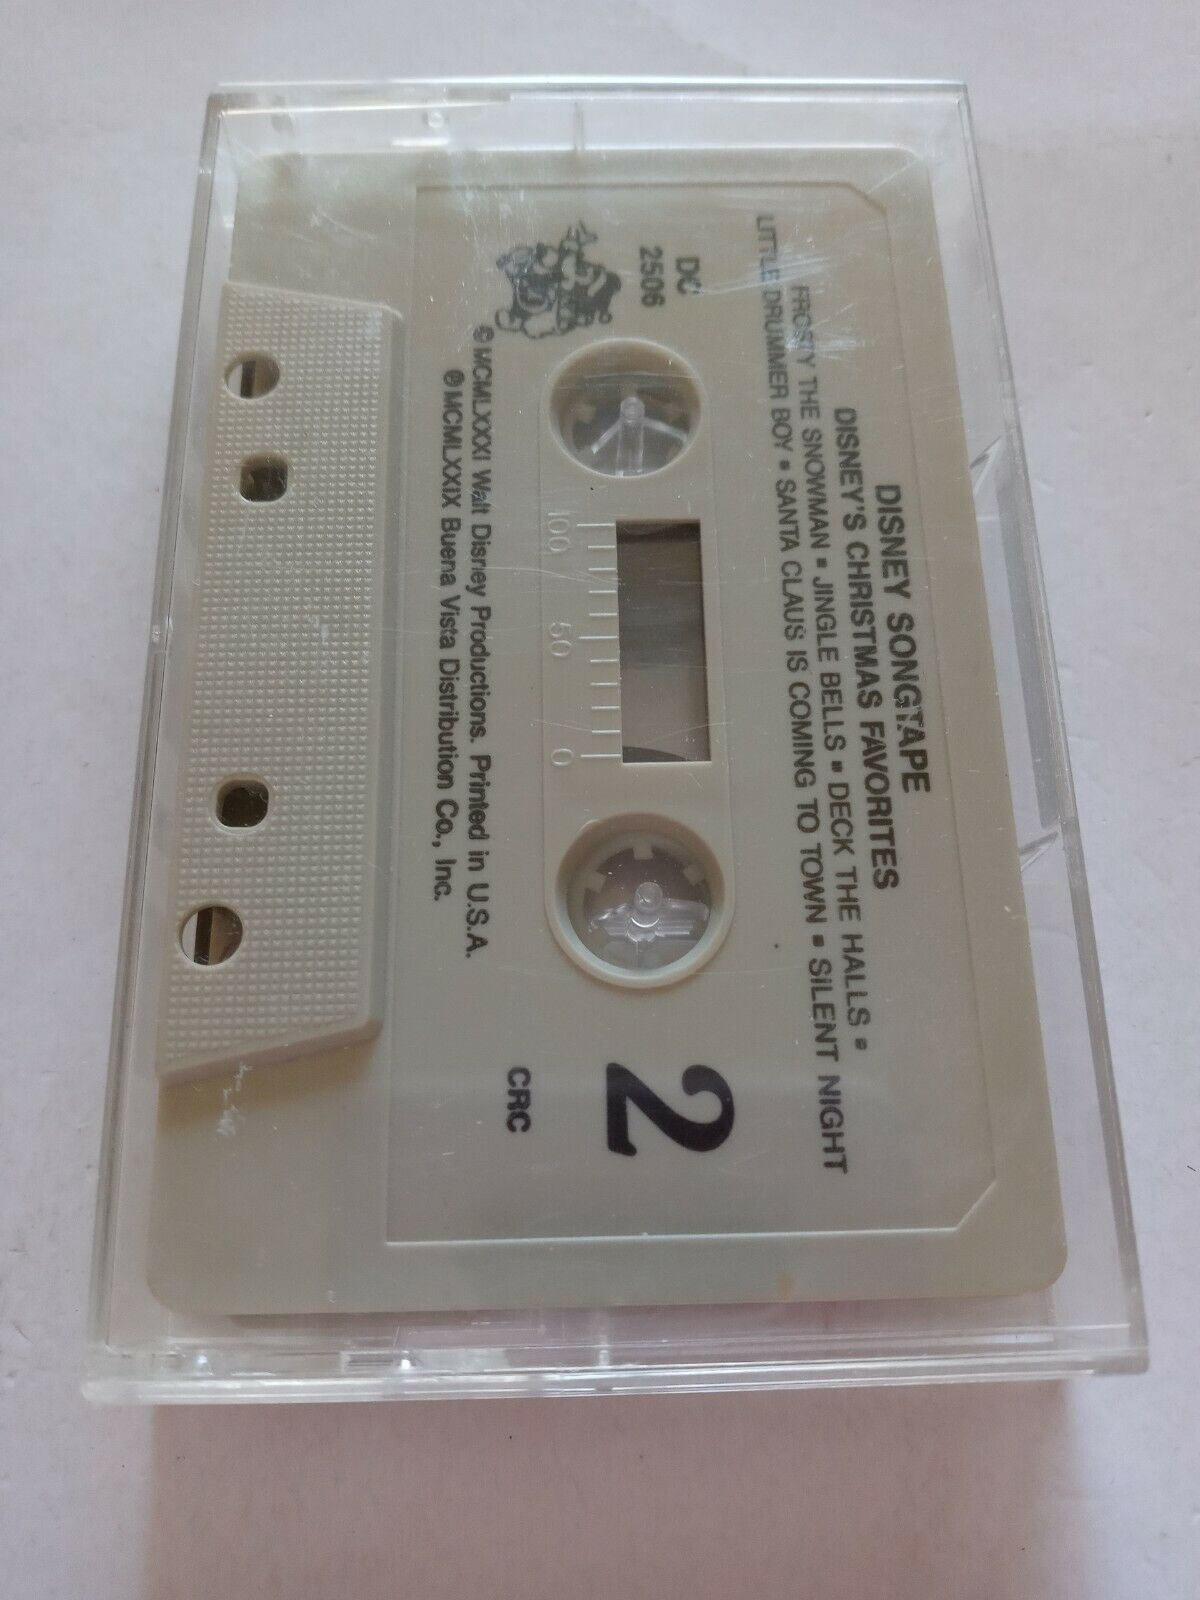 DISNEY SONGTAPE
DISNEY'S CHRISTMAS FAVORITES
FROSTY THE SNOWMAN ▪ JINGLE BELLS ▪ DECK THE HALLS ▪
LITTLE DRUMMER BOY ▪ SANTA CLAUS IS COMING TO TOWN ▪ SILENT NIGHT
DC
2506
100 50 0
2
CRC
© MCMLXXXI Walt Disney Productions. Printed in U.S.A.
℗ MCMLXXIX Buena Vista Distribution Co., Inc.